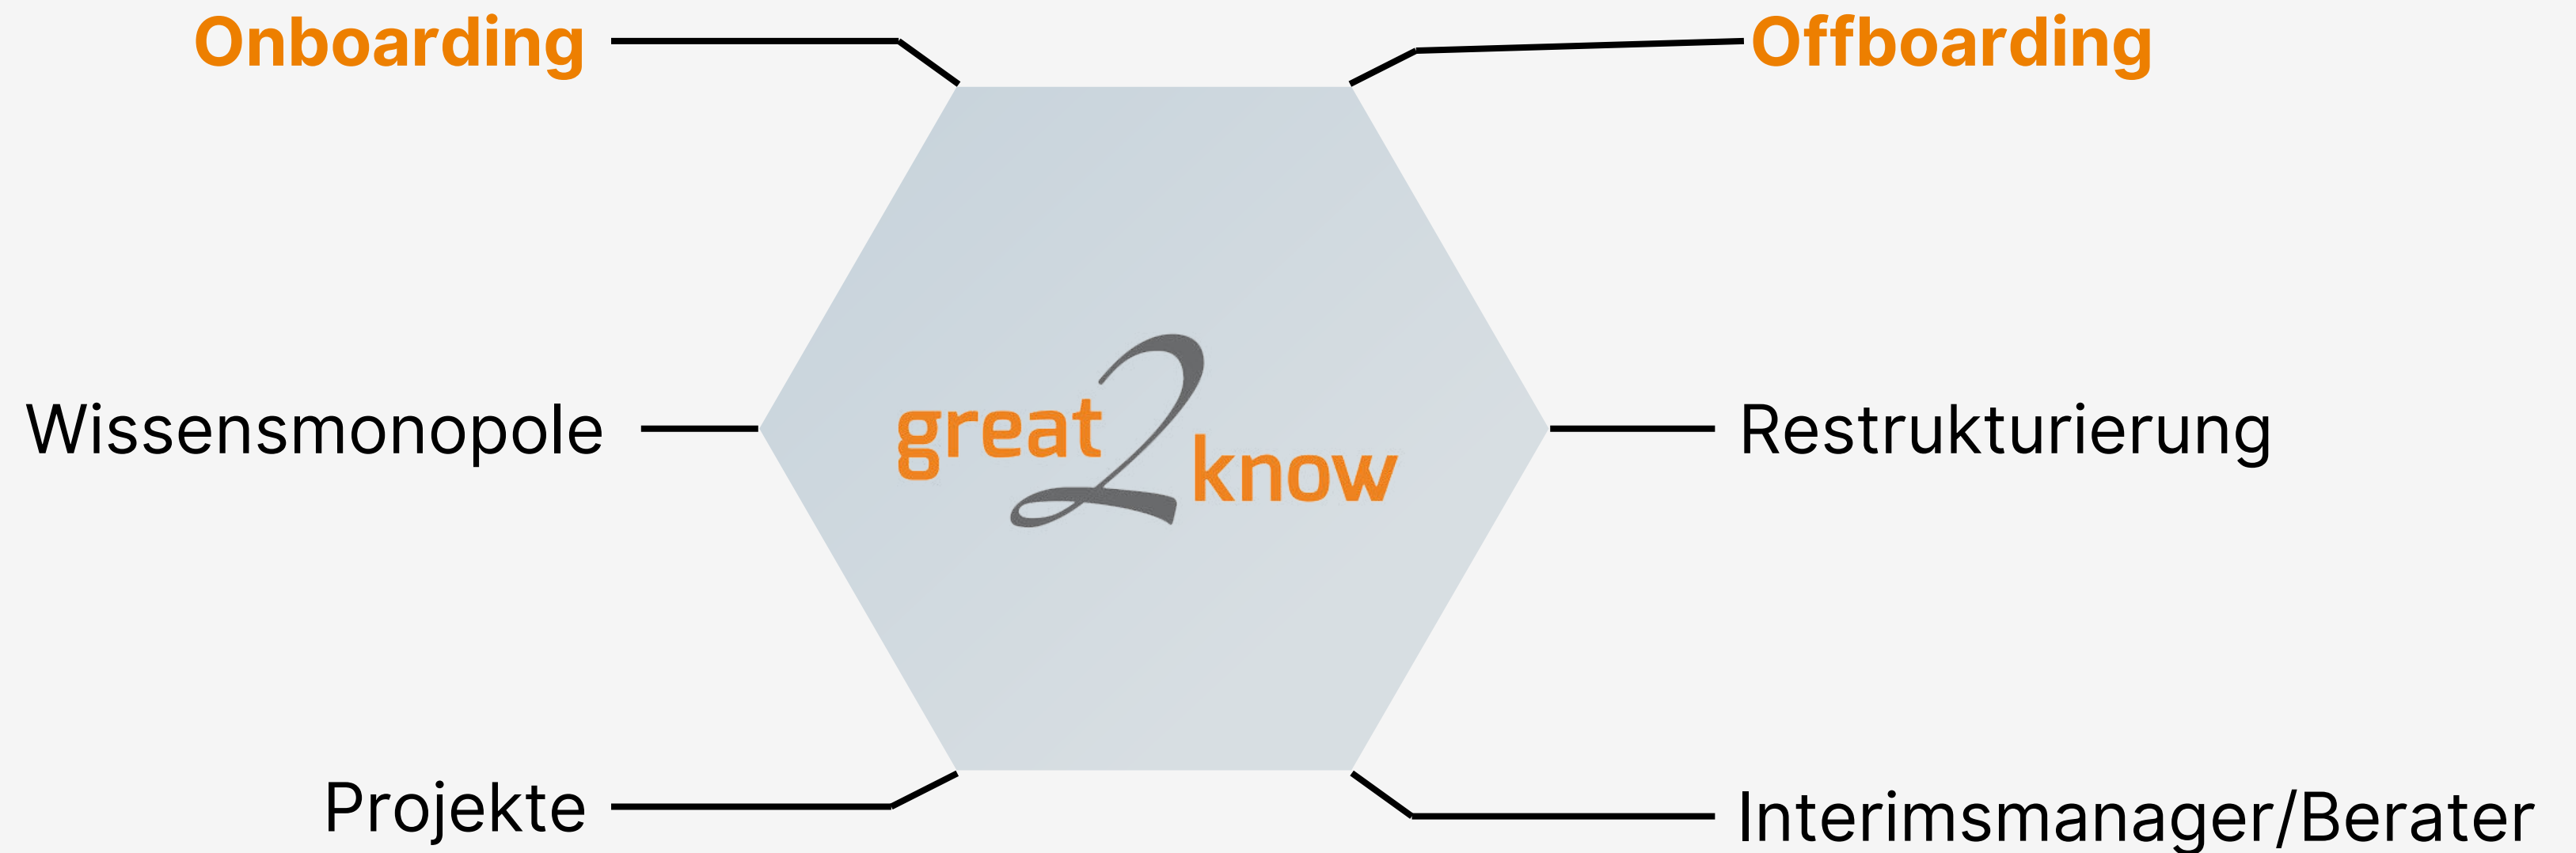 Onboarding
Offboarding
Wissensmonopole
great2know
Restrukturierung
Projekte
Interimsmanager/Berater